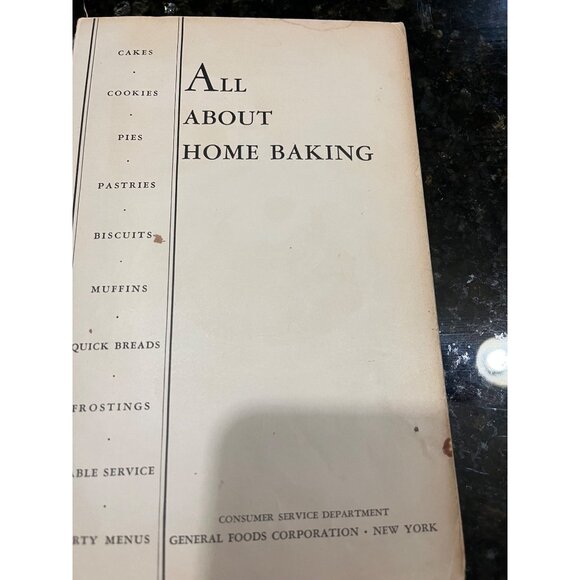 CAKES
·
COOKIES
·
PIES
·
PASTRIES
·
BISCUITS
·
MUFFINS
·
QUICK BREADS
·
FROSTINGS
·
ABLE SERVICE
·
RTY MENUS
ALL
ABOUT
HOME BAKING
CONSUMER SERVICE DEPARTMENT
GENERAL FOODS CORPORATION · NEW YORK